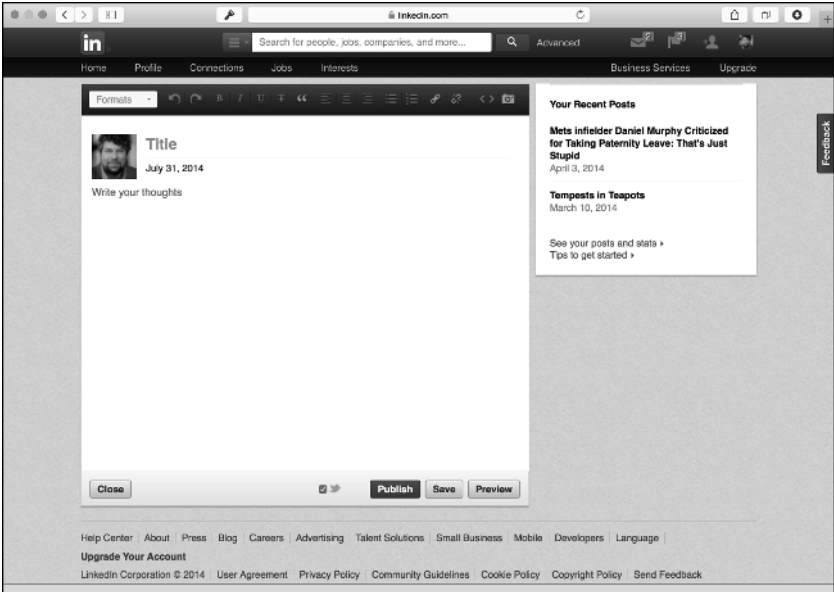 linkedin.com
in
Search for people, jobs, companies, and more...
Advanced
2
3
Home Profile Connections Jobs Interests Business Services Upgrade
Formats B I U T “ < >
Title
July 31, 2014
Write your thoughts
Your Recent Posts
Mets infielder Daniel Murphy Criticized
for Taking Paternity Leave: That's Just
Stupid
April 3, 2014
Tempests in Teapots
March 10, 2014
See your posts and stats
Tips to get started
Feedback
Close Publish Save Preview
Help Center About Press Blog Careers Advertising Talent Solutions Small Business Mobile Developers Language
Upgrade Your Account
LinkedIn Corporation © 2014 User Agreement Privacy Policy Community Guidelines Cookie Policy Copyright Policy Send Feedback